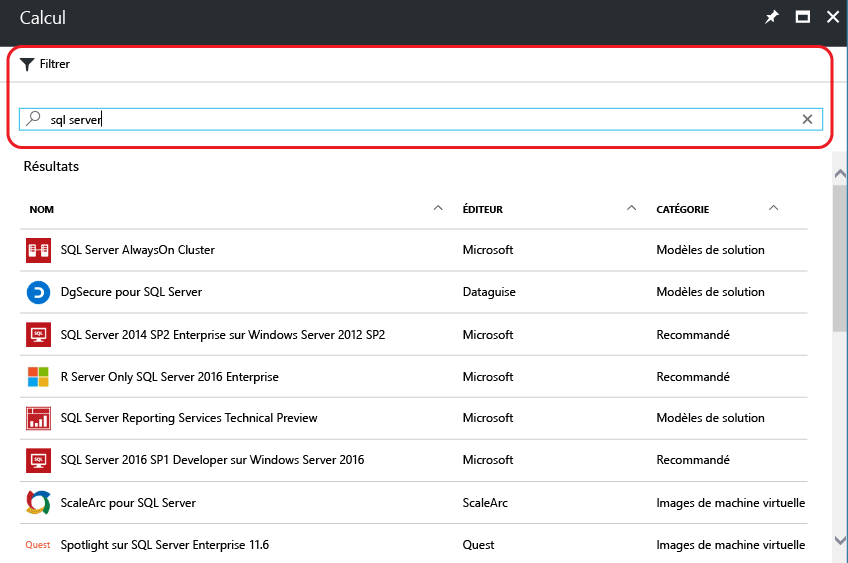 Calcul
Filtrer
sql server
Résultats
NOM ÉDITEUR CATÉGORIE
SQL Server AlwaysOn Cluster Microsoft Modèles de solution
DgSecure pour SQL Server Dataguise Modèles de solution
SQL SQL Server 2014 SP2 Enterprise sur Windows Server 2012 SP2 Microsoft Recommandé
R Server Only SQL Server 2016 Enterprise Microsoft Recommandé
SQL Server Reporting Services Technical Preview Microsoft Modèles de solution
SQL SQL Server 2016 SP1 Developer sur Windows Server 2016 Microsoft Recommandé
ScaleArc pour SQL Server ScaleArc Images de machine virtuelle
Quest Spotlight sur SQL Server Enterprise 11.6 Quest Images de machine virtuelle